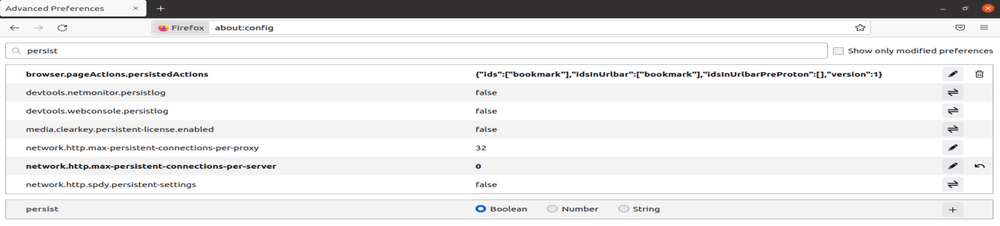 Advanced Preferences
Firefox about:config
persist Show only modified preferences
browser.pageActions.persistedActions {"ids":["bookmark"],"idsInUrlbar":["bookmark"],"idsInUrlbarPreProton":[],"version":1}
devtools.netmonitor.persistlog false
devtools.webconsole.persistlog false
media.clearkey.persistent-license.enabled false
network.http.max-persistent-connections-per-proxy 32
network.http.max-persistent-connections-per-server 0
network.http.spdy.persistent-settings false
persist Boolean Number String